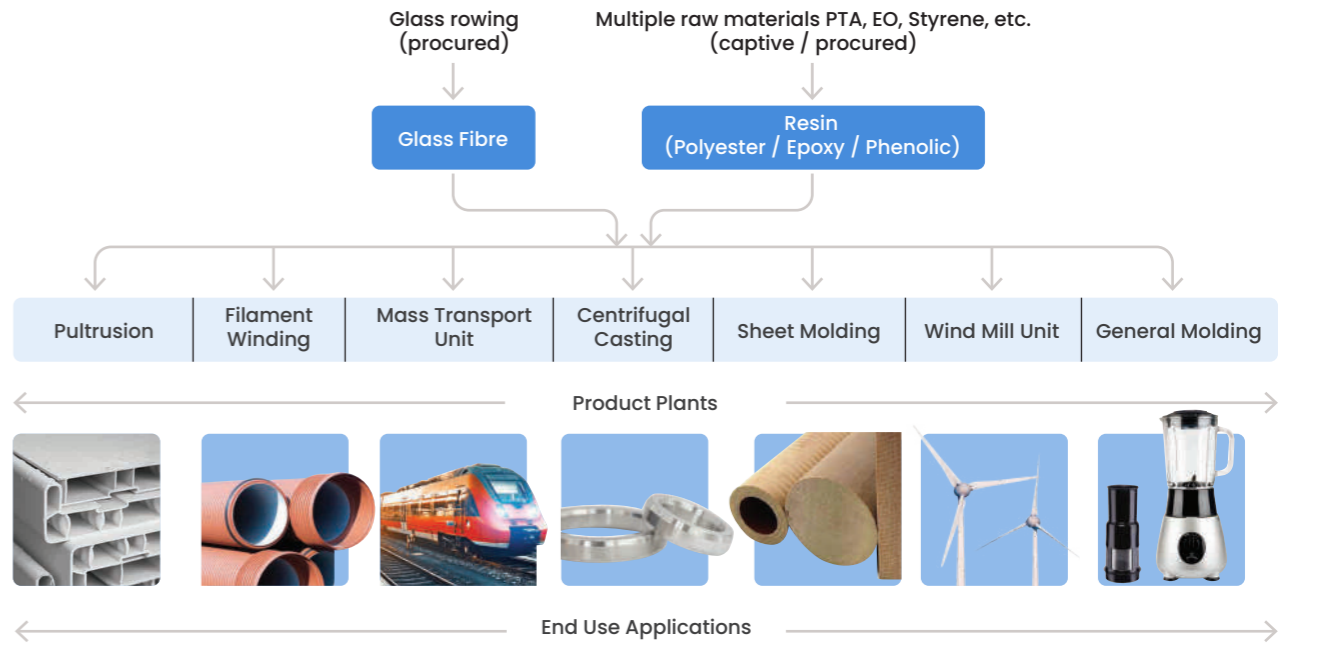 Glass rowing
(procured)
Multiple raw materials PTA, EO, Styrene, etc.
(captive / procured)
Glass Fibre
Resin
(Polyester / Epoxy / Phenolic)
Pultrusion
Filament
Winding
Mass Transport
Unit
Centrifugal
Casting
Sheet Molding
Wind Mill Unit
General Molding
Product Plants
End Use Applications